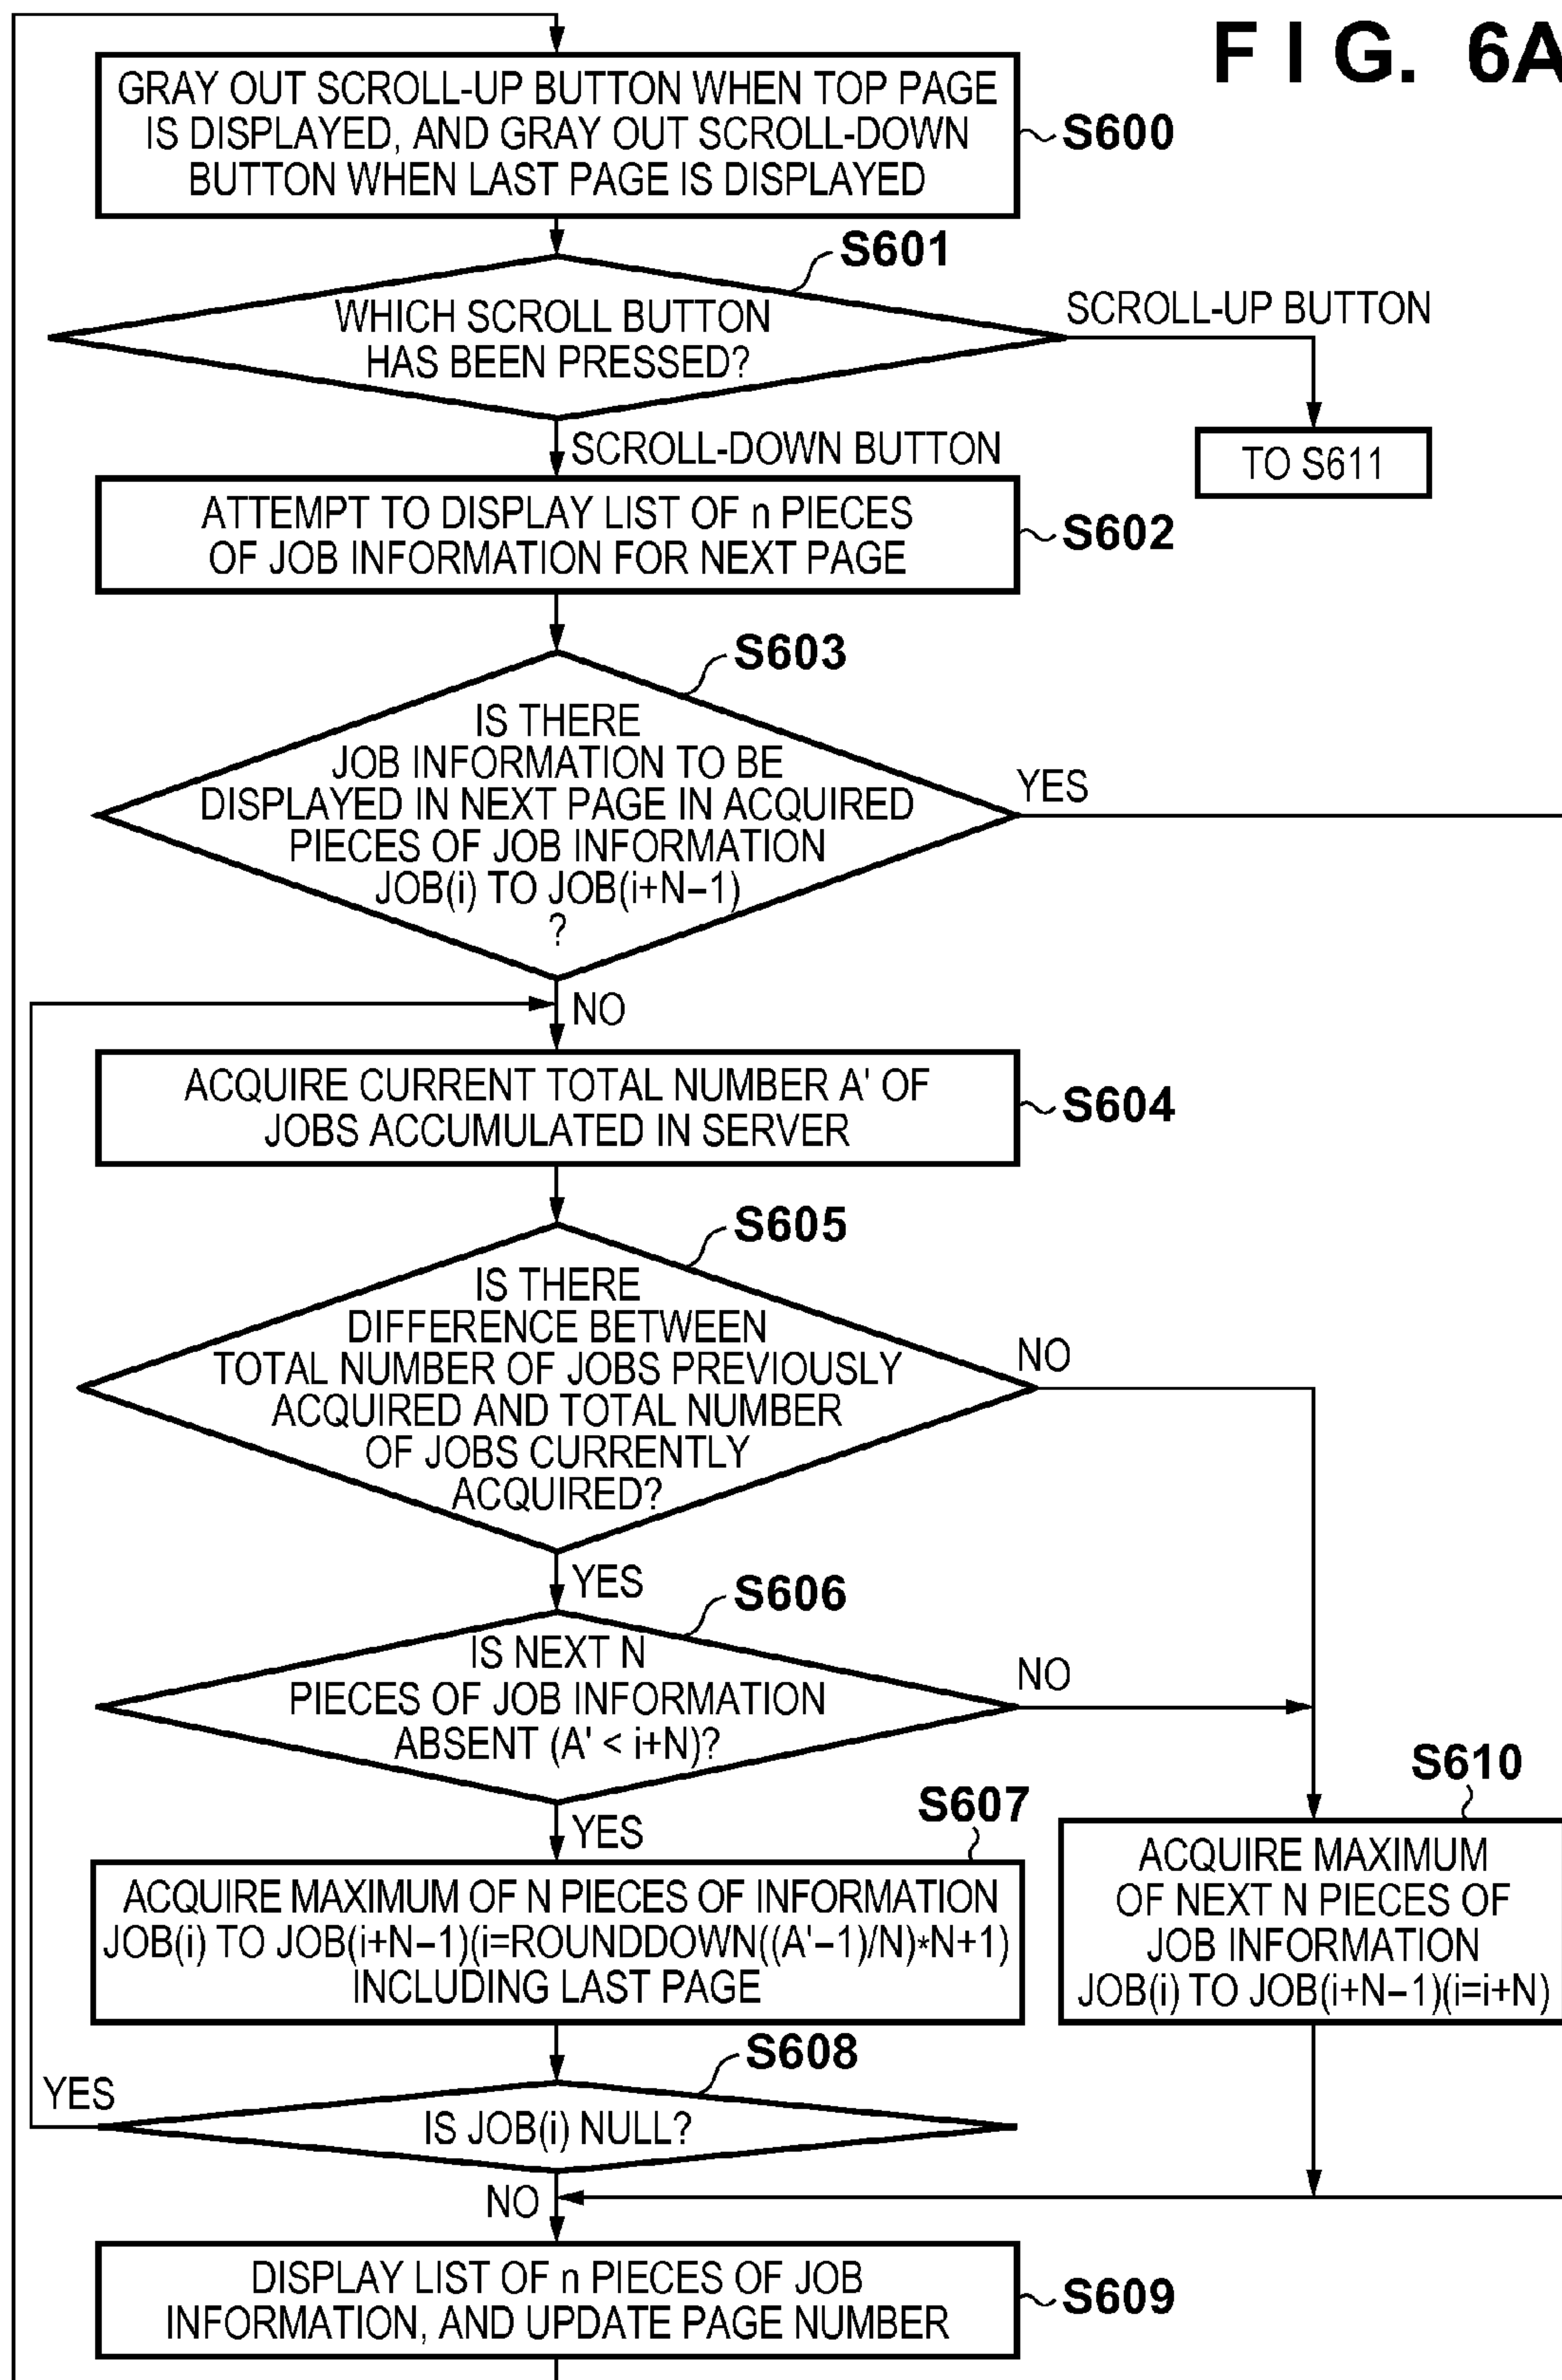 FIG. 6A
GRAY OUT SCROLL-UP BUTTON WHEN TOP PAGE
IS DISPLAYED, AND GRAY OUT SCROLL-DOWN
BUTTON WHEN LAST PAGE IS DISPLAYED
S600
S601
WHICH SCROLL BUTTON
HAS BEEN PRESSED?
SCROLL-UP BUTTON
TO S611
SCROLL-DOWN BUTTON
ATTEMPT TO DISPLAY LIST OF n PIECES
OF JOB INFORMATION FOR NEXT PAGE
S602
S603
IS THERE
JOB INFORMATION TO BE
DISPLAYED IN NEXT PAGE IN ACQUIRED
PIECES OF JOB INFORMATION
JOB(i) TO JOB(i+N−1)
?
YES
NO
ACQUIRE CURRENT TOTAL NUMBER A' OF
JOBS ACCUMULATED IN SERVER
S604
S605
IS THERE
DIFFERENCE BETWEEN
TOTAL NUMBER OF JOBS PREVIOUSLY
ACQUIRED AND TOTAL NUMBER
OF JOBS CURRENTLY
ACQUIRED?
NO
YES
S606
IS NEXT N
PIECES OF JOB INFORMATION
ABSENT (A' < i+N)?
NO
YES
S607
ACQUIRE MAXIMUM OF N PIECES OF INFORMATION
JOB(i) TO JOB(i+N−1)(i=ROUNDDOWN((A'−1)/N)*N+1)
INCLUDING LAST PAGE
S610
ACQUIRE MAXIMUM
OF NEXT N PIECES OF
JOB INFORMATION
JOB(i) TO JOB(i+N−1)(i=i+N)
S608
YES
IS JOB(i) NULL?
NO
DISPLAY LIST OF n PIECES OF JOB
INFORMATION, AND UPDATE PAGE NUMBER
S609